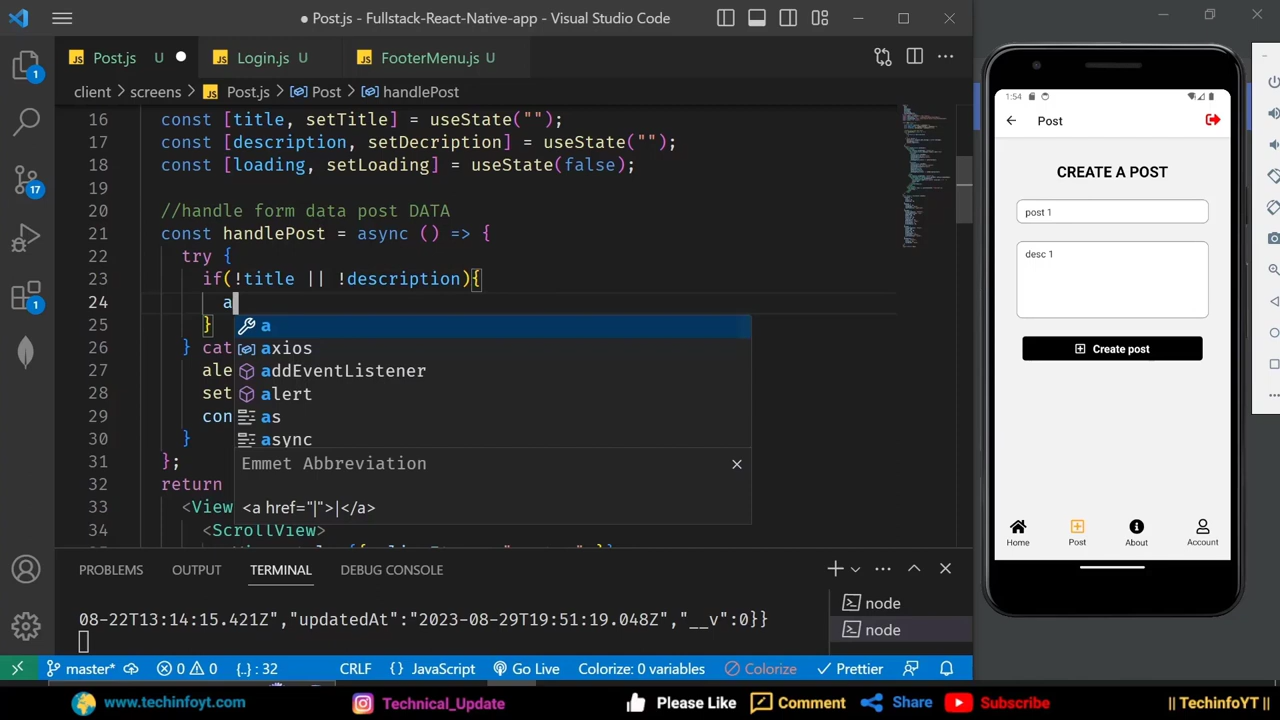 Post.js - Fullstack-React-Native-app - Visual Studio Code
Post.js U
Login.js U
FooterMenu.js U
client > screens > Post.js > Post > handlePost
16 const [title, setTitle] = useState("");
17 const [description, setDecription] = useState("");
18 const [loading, setLoading] = useState(false);
19
20 //handle form data post DATA
21 const handlePost = async () => {
22 try {
23 if(!title || !description){
24 a
25 }
26 } cat
27 ale
28 set
29 con
30 }
31 };
32 return
33 <View
34 <ScrollView>
a
axios
addEventListener
alert
as
async
Emmet Abbreviation
<a href="|">|</a>
1
17
1
PROBLEMS OUTPUT TERMINAL DEBUG CONSOLE
08-22T13:14:15.421Z","updatedAt":"2023-08-29T19:51:19.048Z","__v":0}}
node
node
master* 0 0 {..} : 32 CRLF {} JavaScript Go Live Colorize: 0 variables Colorize Prettier
1:54
Post
CREATE A POST
post 1
desc 1
Create post
Home Post About Account
www.techinfoyt.com Technical_Update Please Like Comment Share Subscribe || TechinfoYT ||